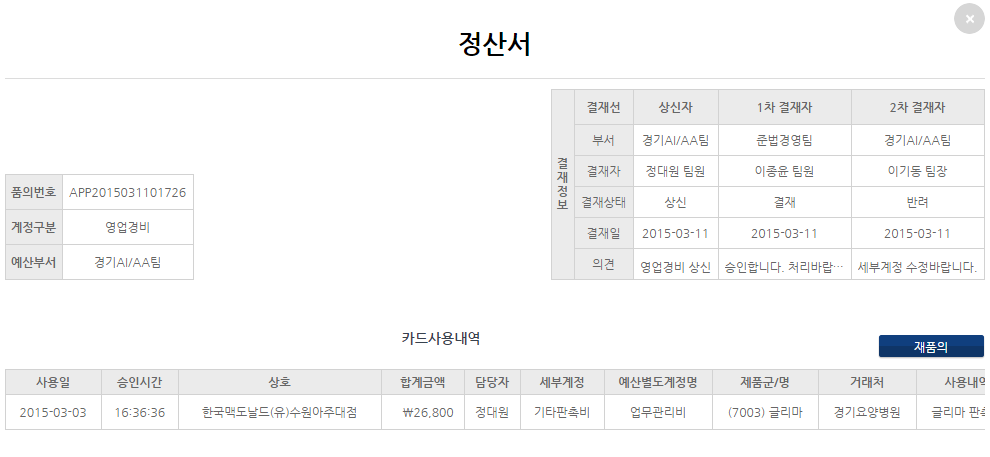 정산서
결재정보
결재선 상신자 1차 결재자 2차 결재자
부서 경기AI/AA팀 준법경영팀 경기AI/AA팀
결재자 정대원 팀원 이종윤 팀원 이기동 팀장
결재상태 상신 결재 반려
결재일 2015-03-11 2015-03-11 2015-03-11
의견 영업경비 상신 승인합니다. 처리바랍… 세부계정 수정바랍니다.
품의번호 APP2015031101726
계정구분 영업경비
예산부서 경기AI/AA팀
카드사용내역
재품의
사용일 승인시간 상호 합계금액 담당자 세부계정 예산별도계정명 제품군/명 거래처 사용내역
2015-03-03 16:36:36 한국맥도날드(유)수원아주대점 ₩26,800 정대원 기타판촉비 업무관리비 (7003) 글리마 경기요양병원 글리마 판촉